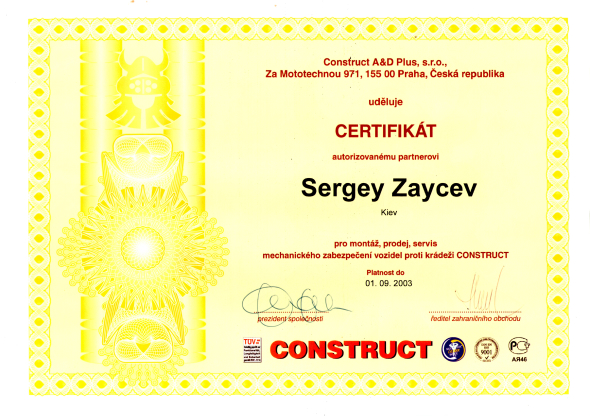 Construct A&D Plus, s.r.o.,
Za Mototechnou 971, 155 00 Praha, Česká republika
uděluje
CERTIFIKÁT
autorizovanému partnerovi
Sergey Zaycev
Kiev
pro montáž, prodej, servis
mechanického zabezpečení vozidel proti krádeži CONSTRUCT
Platnost do
01. 09. 2003
prezident společnosti
ředitel zahraničního obchodu
TÜV
CONSTRUCT
9001
АЯ46